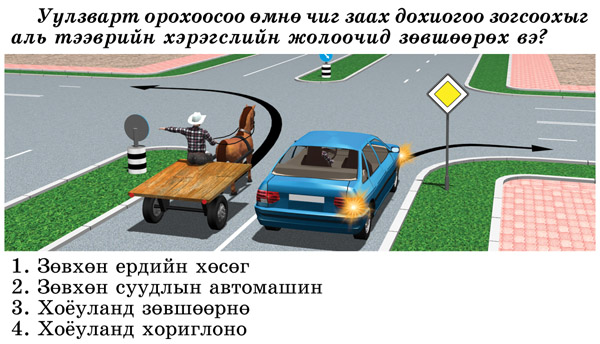 Уулзварт орохоосоо өмнө чиг заах дохиогоо зогсоохыг
аль тээврийн хэрэгслийн жолоочид зөвшөөрөх вэ?
1. Зөвхөн ердийн хөсөг
2. Зөвхөн суудлын автомашин
3. Хоёуланд зөвшөөрнө
4. Хоёуланд хориглоно